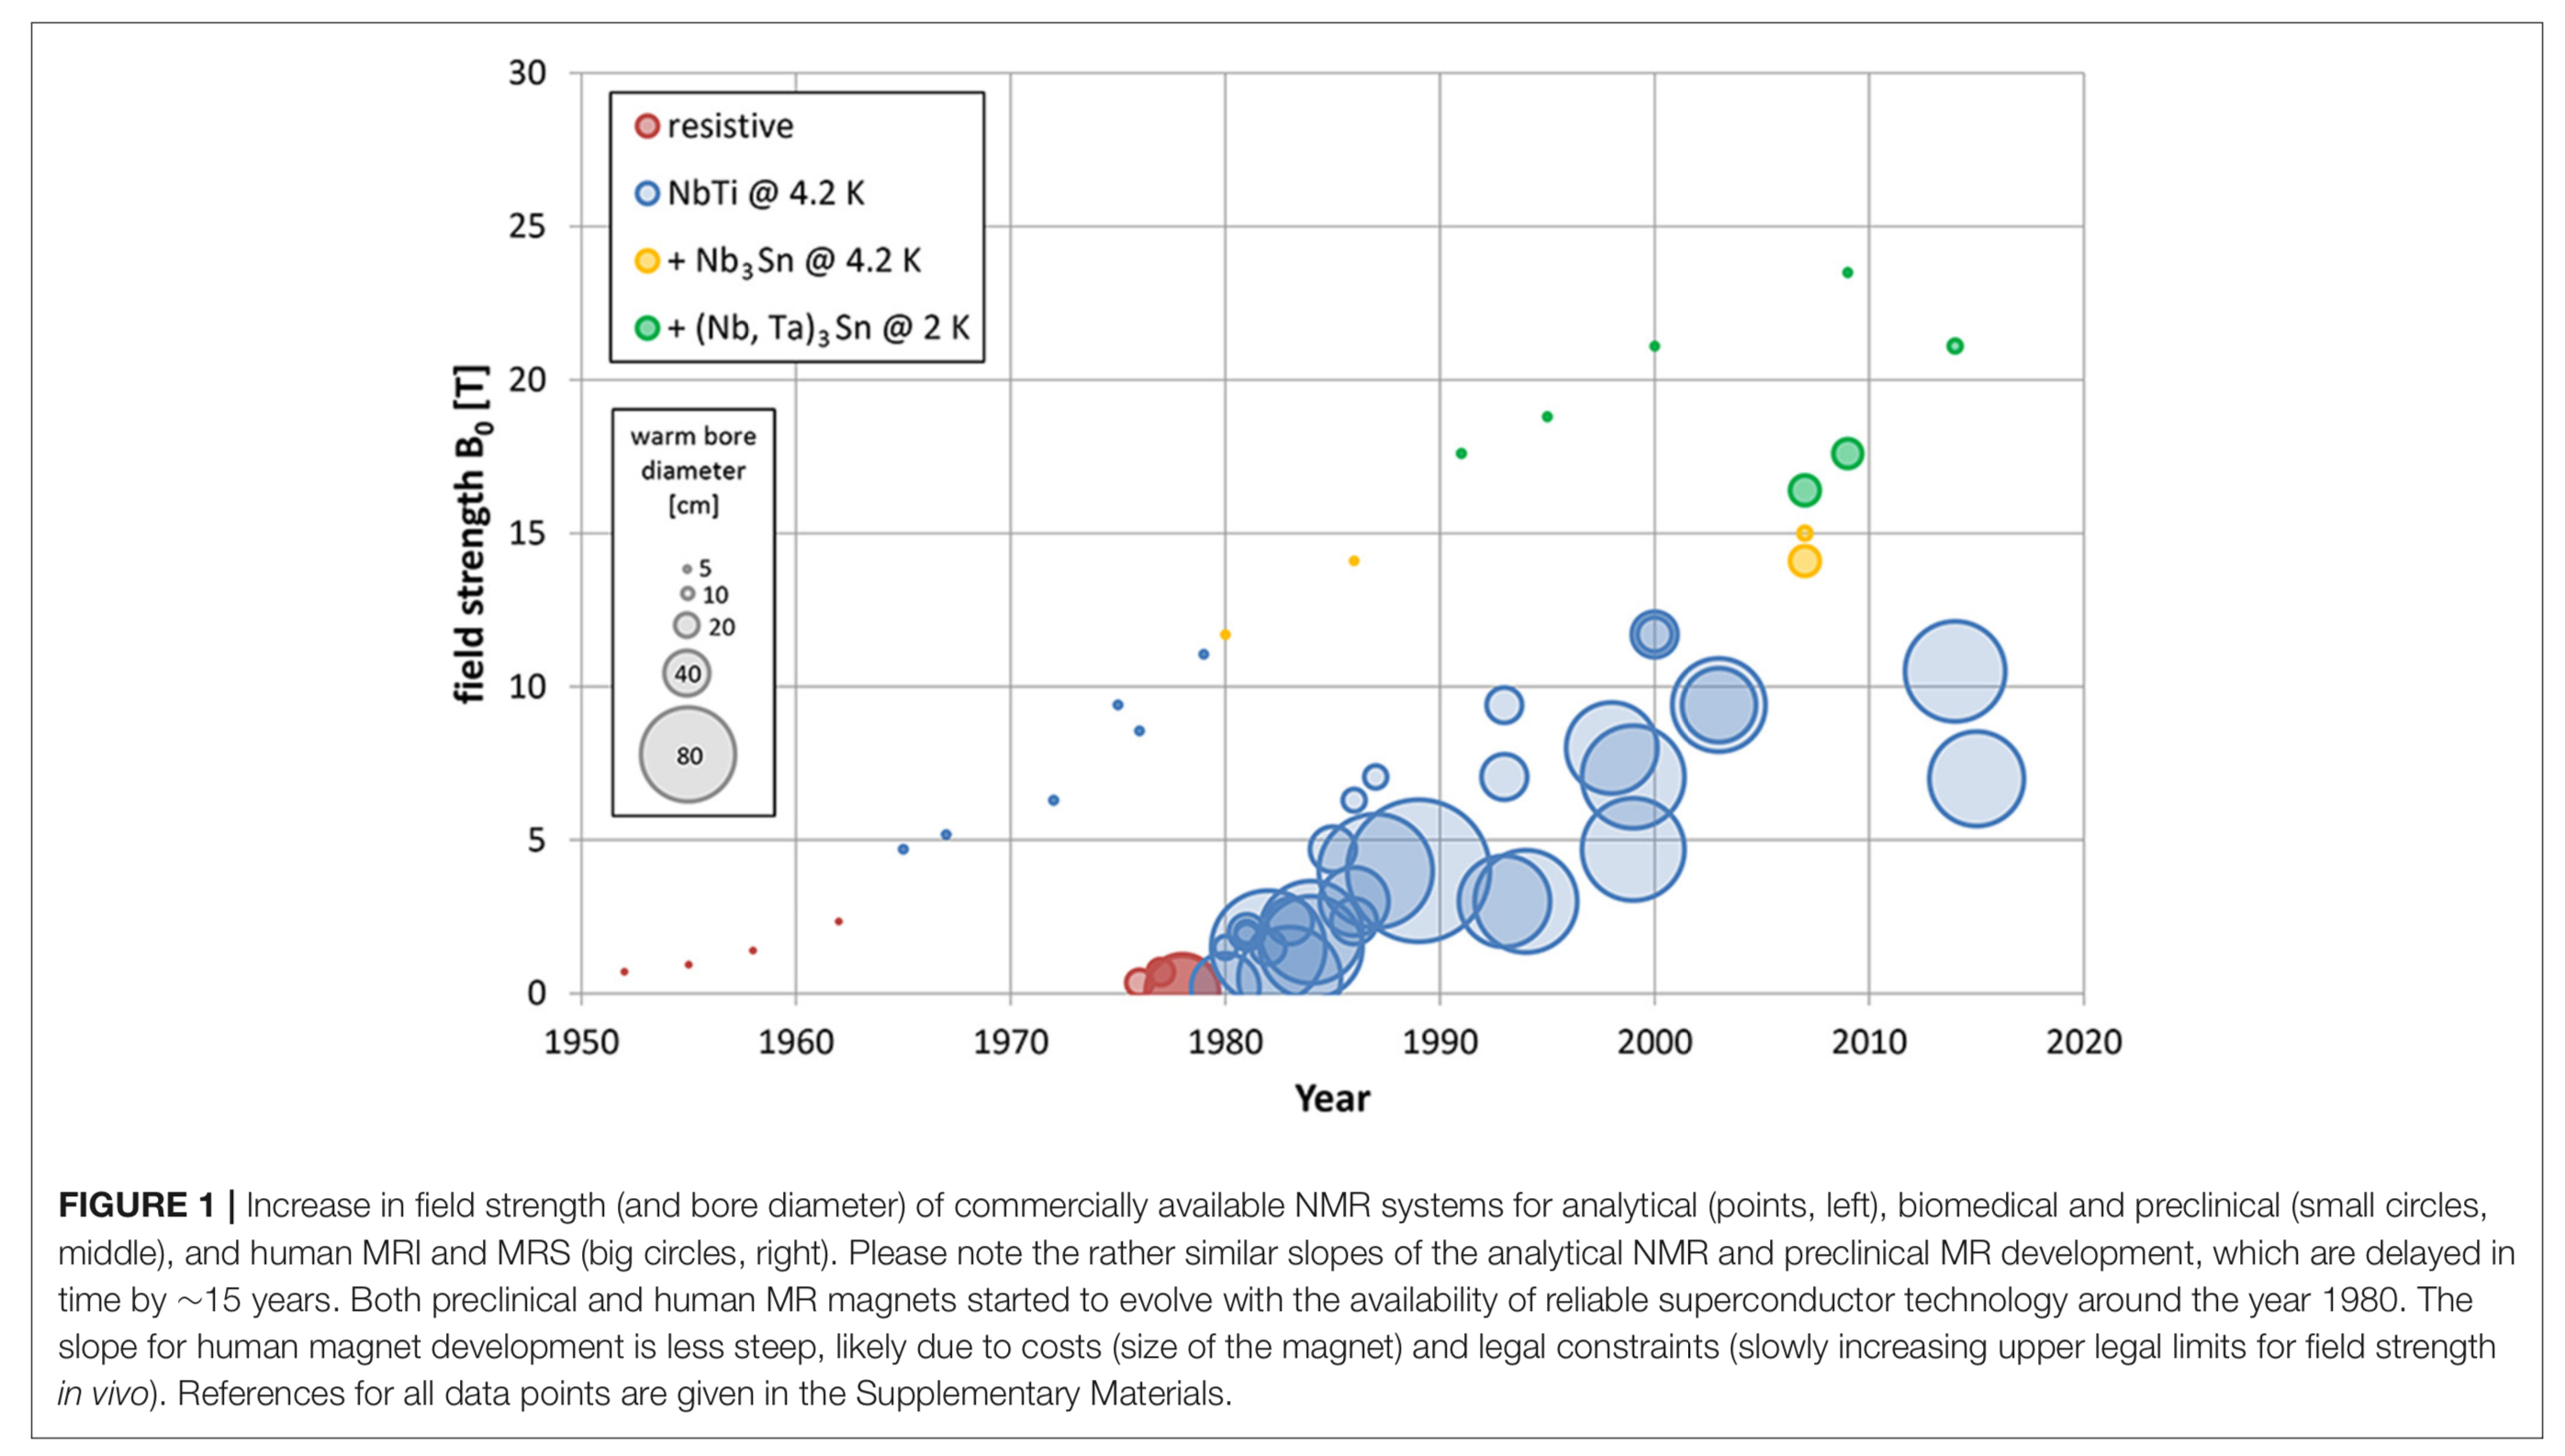 30
25
20
15
10
5
0
field strength B₀ [T]
resistive
NbTi @ 4.2 K
+ Nb₃Sn @ 4.2 K
+ (Nb, Ta)₃Sn @ 2 K
warm bore
diameter
[cm]
5
10
20
40
80
1950 1960 1970 1980 1990 2000 2010 2020
Year
FIGURE 1 | Increase in field strength (and bore diameter) of commercially available NMR systems for analytical (points, left), biomedical and preclinical (small circles,
middle), and human MRI and MRS (big circles, right). Please note the rather similar slopes of the analytical NMR and preclinical MR development, which are delayed in
time by ~15 years. Both preclinical and human MR magnets started to evolve with the availability of reliable superconductor technology around the year 1980. The
slope for human magnet development is less steep, likely due to costs (size of the magnet) and legal constraints (slowly increasing upper legal limits for field strength
in vivo). References for all data points are given in the Supplementary Materials.